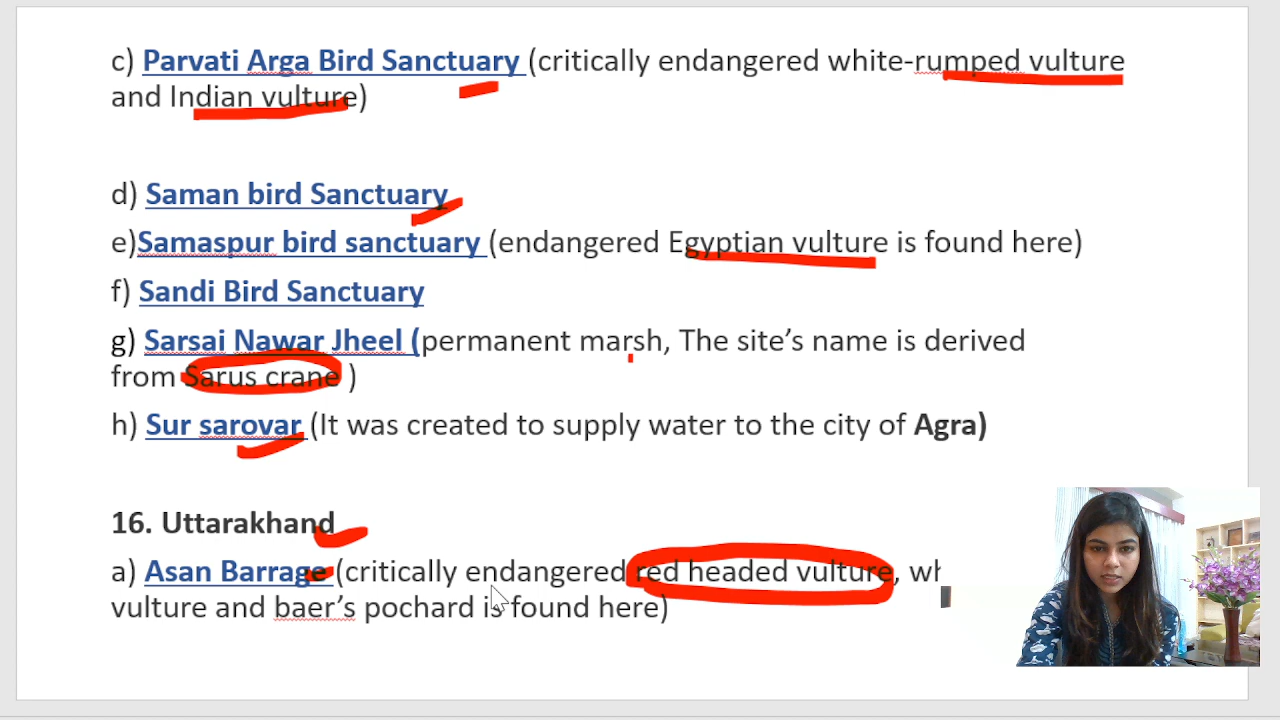 c) Parvati Arga Bird Sanctuary (critically endangered white-rumped vulture
and Indian vulture)
d) Saman bird Sanctuary
e)Samaspur bird sanctuary (endangered Egyptian vulture is found here)
f) Sandi Bird Sanctuary
g) Sarsai Nawar Jheel (permanent marsh, The site’s name is derived
from Sarus crane )
h) Sur sarovar (It was created to supply water to the city of Agra)
16. Uttarakhand
a) Asan Barrage (critically endangered red headed vulture,
vulture and baer’s pochard is found here)